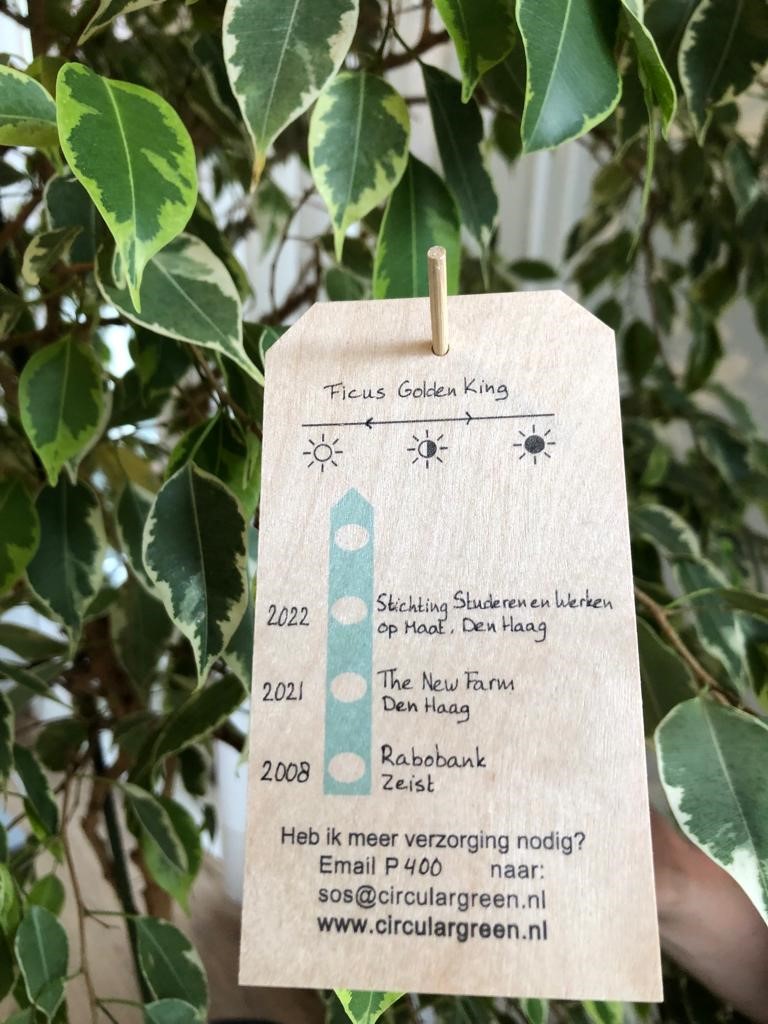 Ficus Golden King
2022 Stichting Studeren en Werken
op Maat, Den Haag
2021 The New Farm
Den Haag
2008 Rabobank
Zeist
Heb ik meer verzorging nodig?
Email P 400 naar:
sos@circulargreen.nl
www.circulargreen.nl